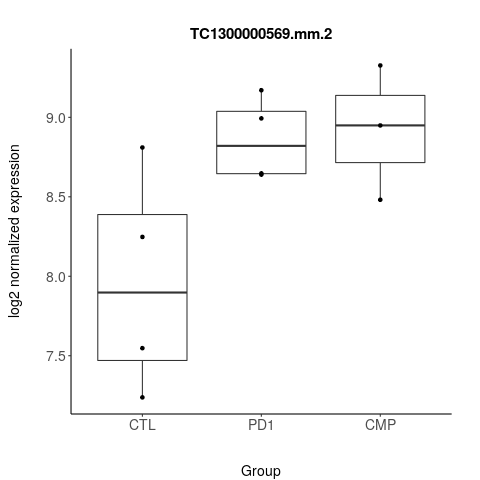 TC1300000569.mm.2
log2 normalized expression
9.0
8.5
8.0
7.5
CTL PD1 CMP
Group